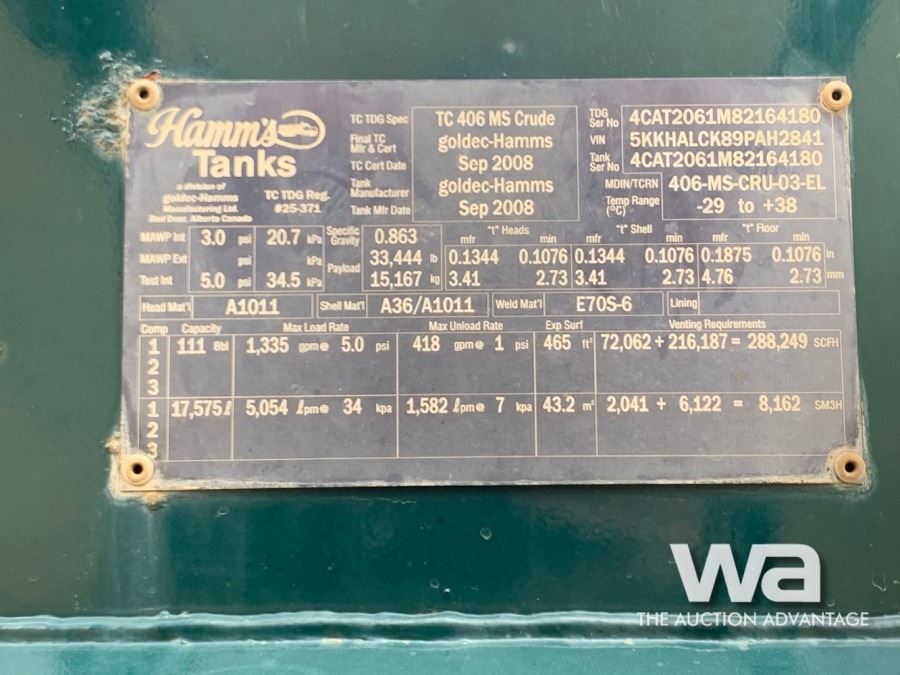 Hamm's
Tanks
a division of
goldec-Hamms
Manufacturing Ltd.
Red Deer, Alberta Canada
TC TDG Reg.
#25-371
TC TDG Spec TC 406 MS Crude
Final TC
Mfr & Cert goldec-Hamms
TC Cert Date Sep 2008
Tank
Manufacturer goldec-Hamms
Tank Mfr Date Sep 2008
TDG
Ser No 4CAT2061M82164180
VIN 5KKHALCK89PAH2841
Tank
Ser No 4CAT2061M82164180
MDIN/TCRN 406-MS-CRU-03-EL
Temp Range
(°C) -29 to +38
MAWP Int 3.0 psi 20.7 kPa
MAWP Ext psi kPa
Test Int 5.0 psi 34.5 kPa
Specific
Gravity 0.863
Payload 33,444 lb
15,167 kg
"t" Heads "t" Shell "t" Floor
mfr min mfr min mfr min
0.1344 0.1076 0.1344 0.1076 0.1875 0.1076 in
3.41 2.73 3.41 2.73 4.76 2.73 mm
Head Mat'l A1011 Shell Mat'l A36/A1011 Weld Mat'l E70S-6 Lining
Comp Capacity Max Load Rate Max Unload Rate Exp Surf Venting Requirements
1 111 Bbl 1,335 gpm@ 5.0 psi 418 gpm@ 1 psi 465 ft² 72,062 + 216,187 = 288,249 SCFH
2
3
1 17,575 ℓ 5,054 ℓpm@ 34 kpa 1,582 ℓpm@ 7 kpa 43.2 m² 2,041 + 6,122 = 8,162 SM3H
2
3
wa
THE AUCTION ADVANTAGE